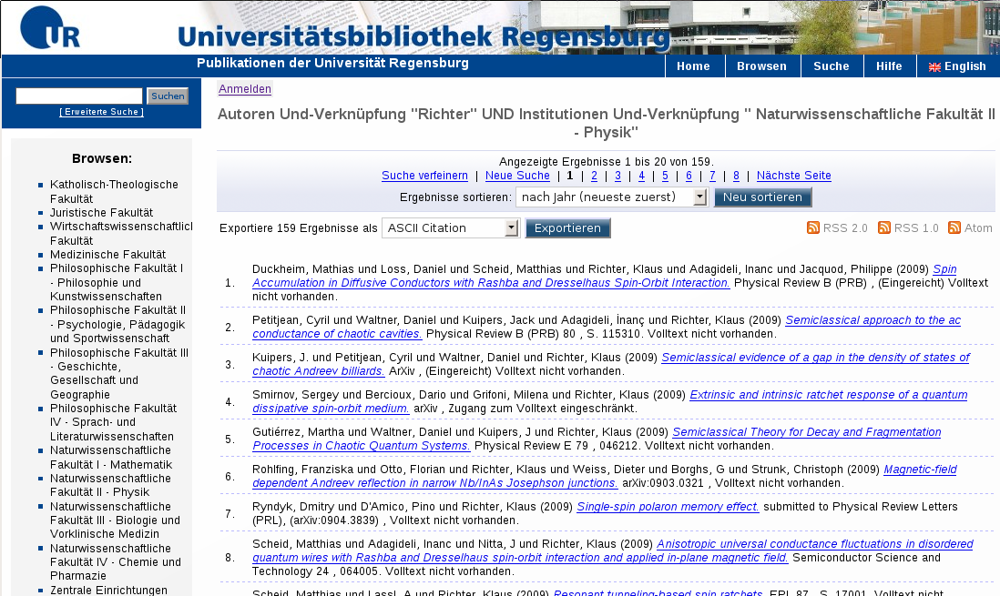 UR
Universitätsbibliothek Regensburg
Publikationen der Universität Regensburg
Home
Browsen
Suche
Hilfe
English
Suchen
[ Erweiterte Suche ]
Browsen:
Katholisch-Theologische
Fakultät
Juristische Fakultät
Wirtschaftswissenschaftlic
Fakultät
Medizinische Fakultät
Philosophische Fakultät I
- Philosophie und
Kunstwissenschaften
Philosophische Fakultät II
- Psychologie, Pädagogik
und Sportwissenschaft
Philosophische Fakultät III
- Geschichte,
Gesellschaft und
Geographie
Philosophische Fakultät
IV - Sprach- und
Literaturwissenschaften
Naturwissenschaftliche
Fakultät I - Mathematik
Naturwissenschaftliche
Fakultät II - Physik
Naturwissenschaftliche
Fakultät III - Biologie und
Vorklinische Medizin
Naturwissenschaftliche
Fakultät IV - Chemie und
Pharmazie
Zentrale Einrichtungen
Anmelden
Autoren Und-Verknüpfung "Richter" UND Institutionen Und-Verknüpfung " Naturwissenschaftliche Fakultät II
- Physik"
Angezeigte Ergebnisse 1 bis 20 von 159.
Suche verfeinern | Neue Suche | 1 | 2 | 3 | 4 | 5 | 6 | 7 | 8 | Nächste Seite
Ergebnisse sortieren: nach Jahr (neueste zuerst) Neu sortieren
Exportiere 159 Ergebnisse als ASCII Citation Exportieren RSS 2.0 RSS 1.0 Atom
Duckheim, Mathias und Loss, Daniel und Scheid, Matthias und Richter, Klaus und Adagideli, Inanc und Jacquod, Philippe (2009) Spin
1. Accumulation in Diffusive Conductors with Rashba and Dresselhaus Spin-Orbit Interaction. Physical Review B (PRB) , (Eingereicht) Volltext
nicht vorhanden.
2. Petitjean, Cyril und Waltner, Daniel und Kuipers, Jack und Adagideli, İnanç und Richter, Klaus (2009) Semiclassical approach to the ac
conductance of chaotic cavities. Physical Review B (PRB) 80 , S. 115310. Volltext nicht vorhanden.
3. Kuipers, J. und Petitjean, Cyril und Waltner, Daniel und Richter, Klaus (2009) Semiclassical evidence of a gap in the density of states of
chaotic Andreev billiards. ArXiv , (Eingereicht) Volltext nicht vorhanden.
4. Smirnov, Sergey und Bercioux, Dario und Grifoni, Milena und Richter, Klaus (2009) Extrinsic and intrinsic ratchet response of a quantum
dissipative spin-orbit medium. arXiv , Zugang zum Volltext eingeschränkt.
5. Gutiérrez, Martha und Waltner, Daniel und Kuipers, J und Richter, Klaus (2009) Semiclassical Theory for Decay and Fragmentation
Processes in Chaotic Quantum Systems. Physical Review E 79 , 046212. Volltext nicht vorhanden.
6. Rohlfing, Franziska und Otto, Florian und Richter, Klaus und Weiss, Dieter und Borghs, G und Strunk, Christoph (2009) Magnetic-field
dependent Andreev reflection in narrow Nb/InAs Josephson junctions. arXiv:0903.0321 , Volltext nicht vorhanden.
7. Ryndyk, Dmitry und D'Amico, Pino und Richter, Klaus (2009) Single-spin polaron memory effect. submitted to Physical Review Letters
(PRL), (arXiv:0904.3839) , Volltext nicht vorhanden.
Scheid, Matthias und Adagideli, Inanc und Nitta, J und Richter, Klaus (2009) Anisotropic universal conductance fluctuations in disordered
8. quantum wires with Rashba and Dresselhaus spin-orbit interaction and applied in-plane magnetic field. Semiconductor Science and
Technology 24 , 064005. Volltext nicht vorhanden.
Scheid, Matthias und Lassl, A und Richter, Klaus (2009) Resonant tunneling-based spin ratchets. EPL 87 , S. 17001. Volltext nicht